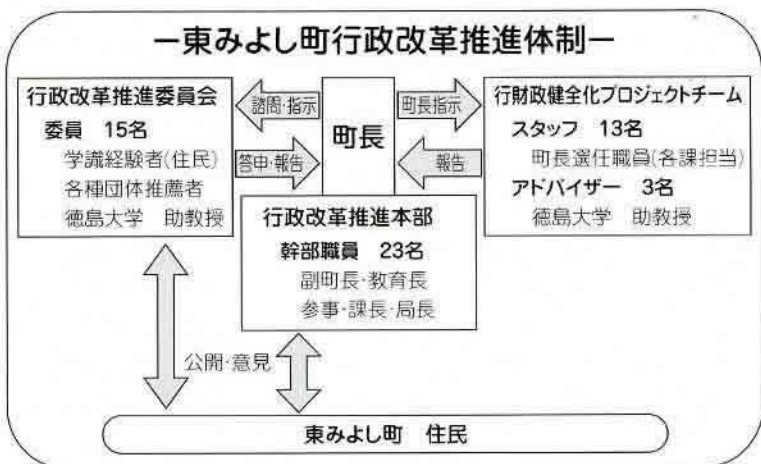 ー東みよし町行政改革推進体制ー
行政改革推進委員会
委員 15名
学識経験者(住民)
各種団体推薦者
徳島大学 助教授
諮問・指示
答申・報告
町長
町長指示
報告
行財政健全化プロジェクトチーム
スタッフ 13名
町長選任職員(各課担当)
アドバイザー 3名
徳島大学 助教授
行政改革推進本部
幹部職員 23名
副町長・教育長
参事・課長・局長
公開・意見
東みよし町 住民